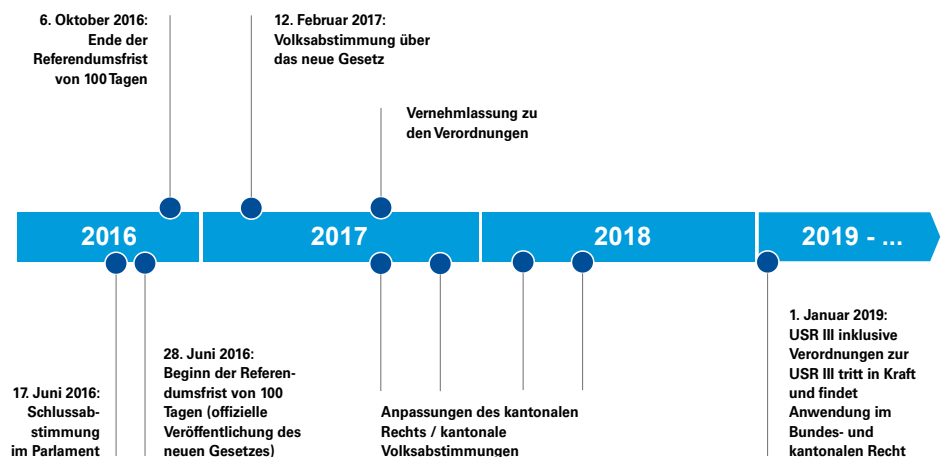 6. Oktober 2016:
Ende der
Referendumsfrist
von 100 Tagen
12. Februar 2017:
Volksabstimmung über
das neue Gesetz
Vernehmlassung zu
den Verordnungen
2016
2017
2018
2019 - ...
17. Juni 2016:
Schlussab-
stimmung
im Parlament
28. Juni 2016:
Beginn der Referen-
dumsfrist von 100
Tagen (offizielle
Veröffentlichung des
neuen Gesetzes)
Anpassungen des kantonalen
Rechts / kantonale
Volksabstimmungen
1. Januar 2019:
USR III inklusive
Verordnungen zur
USR III tritt in Kraft
und findet
Anwendung im
Bundes- und
kantonalen Recht